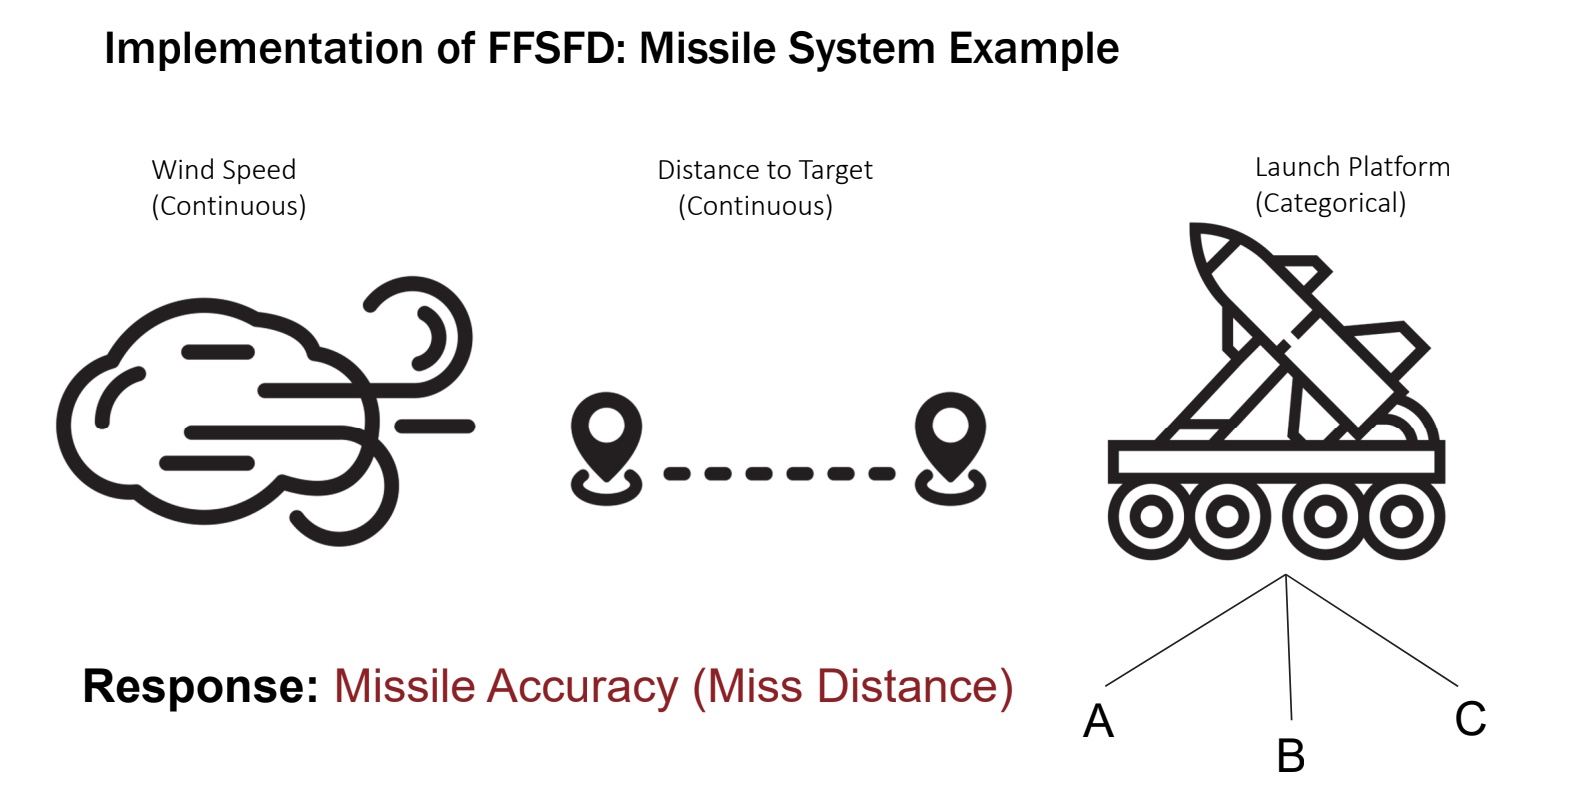 Implementation of FFSFD: Missile System Example
Wind Speed
(Continuous)
Distance to Target
(Continuous)
Launch Platform
(Categorical)
Response: Missile Accuracy (Miss Distance)
A
B
C